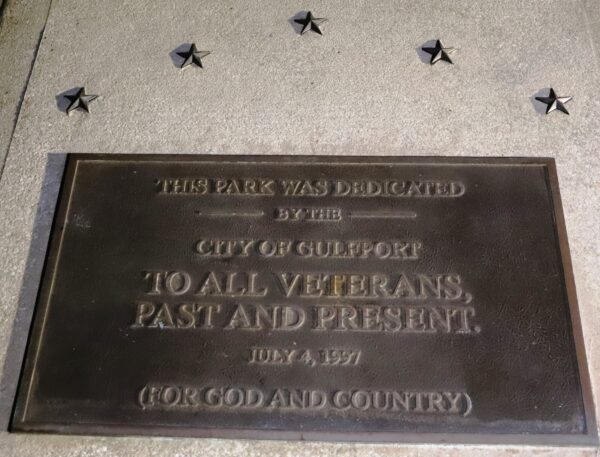 THIS PARK WAS DEDICATED
BY THE
CITY OF GULFPORT
TO ALL VETERANS,
PAST AND PRESENT.
JULY 4, 1997
(FOR GOD AND COUNTRY)